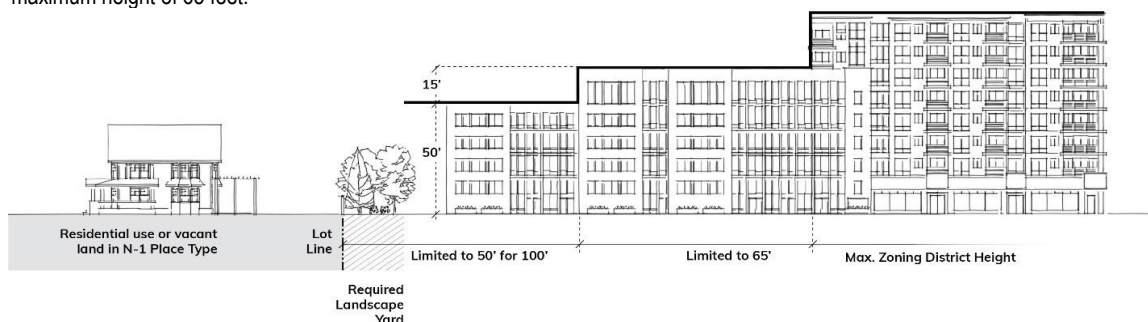 maximum height of 65 feet.
15'
50'
Residential use or vacant
land in N-1 Place Type
Lot
Line
Limited to 50' for 100'
Limited to 65'
Max. Zoning District Height
Required
Landscape
Yard